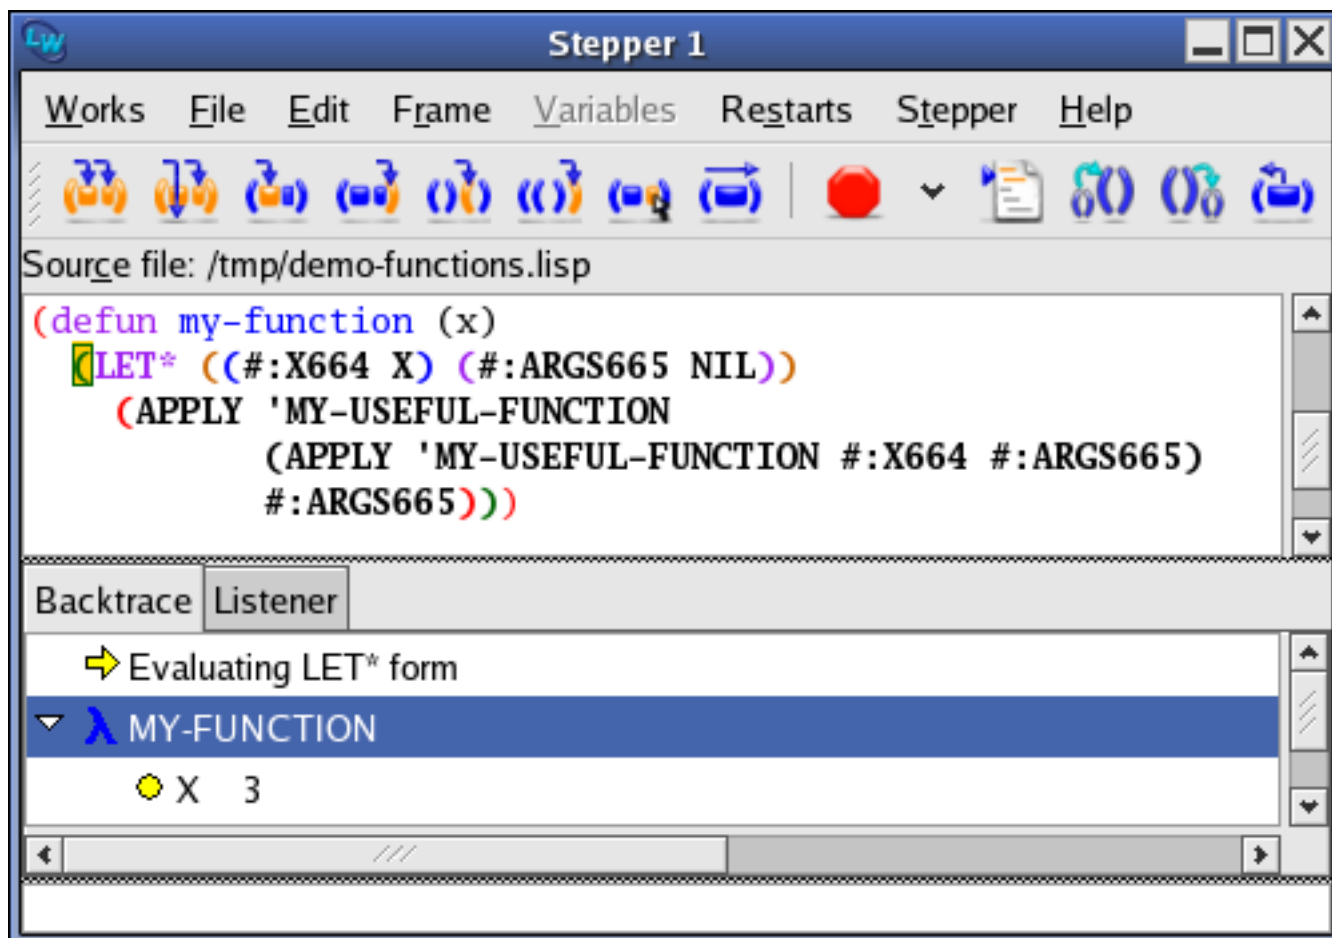 LW
Stepper 1
Works File Edit Frame Variables Restarts Stepper Help
Source file: /tmp/demo-functions.lisp
(defun my-function (x)
  (LET* ((#:X664 X) (#:ARGS665 NIL))
    (APPLY 'MY-USEFUL-FUNCTION
           (APPLY 'MY-USEFUL-FUNCTION #:X664 #:ARGS665)
           #:ARGS665)))
Backtrace Listener
Evaluating LET* form
λ MY-FUNCTION
X 3